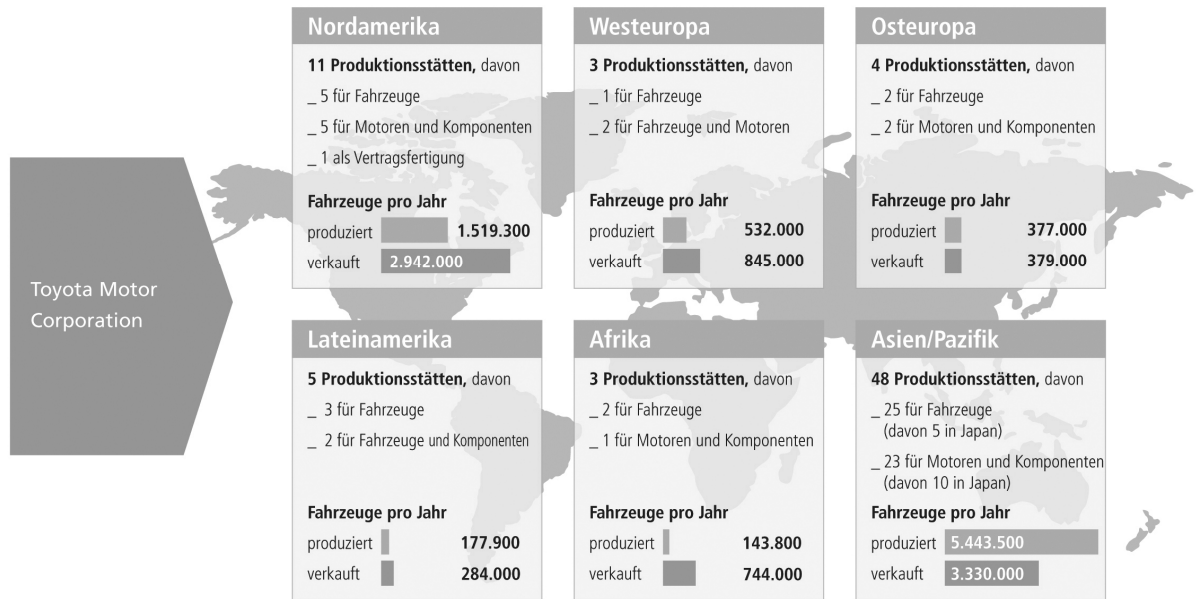 Toyota Motor
Corporation
Nordamerika
11 Produktionsstätten, davon
_ 5 für Fahrzeuge
_ 5 für Motoren und Komponenten
_ 1 als Vertragsfertigung
Fahrzeuge pro Jahr
produziert 1.519.300
verkauft 2.942.000
Westeuropa
3 Produktionsstätten, davon
_ 1 für Fahrzeuge
_ 2 für Fahrzeuge und Motoren
Fahrzeuge pro Jahr
produziert 532.000
verkauft 845.000
Osteuropa
4 Produktionsstätten, davon
_ 2 für Fahrzeuge
_ 2 für Motoren und Komponenten
Fahrzeuge pro Jahr
produziert 377.000
verkauft 379.000
Lateinamerika
5 Produktionsstätten, davon
_ 3 für Fahrzeuge
_ 2 für Fahrzeuge und Komponenten
Fahrzeuge pro Jahr
produziert 177.900
verkauft 284.000
Afrika
3 Produktionsstätten, davon
_ 2 für Fahrzeuge
_ 1 für Motoren und Komponenten
Fahrzeuge pro Jahr
produziert 143.800
verkauft 744.000
Asien/Pazifik
48 Produktionsstätten, davon
_ 25 für Fahrzeuge
(davon 5 in Japan)
_ 23 für Motoren und Komponenten
(davon 10 in Japan)
Fahrzeuge pro Jahr
produziert 5.443.500
verkauft 3.330.000